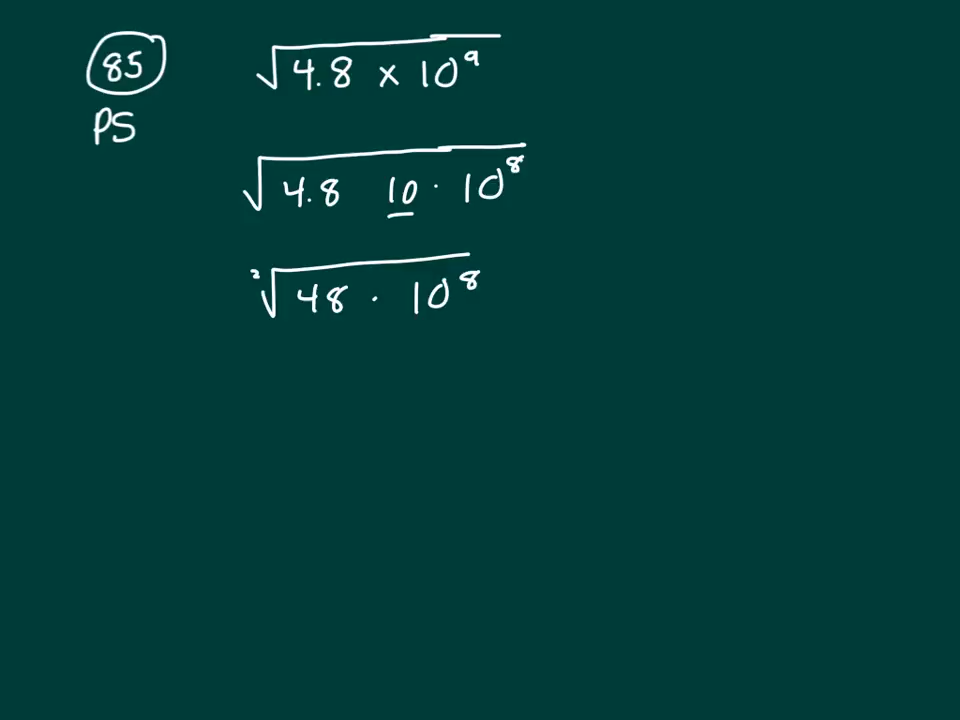 85 √4.8 × 10⁹
PS
√4.8 10 · 10⁸
²√48 · 10⁸